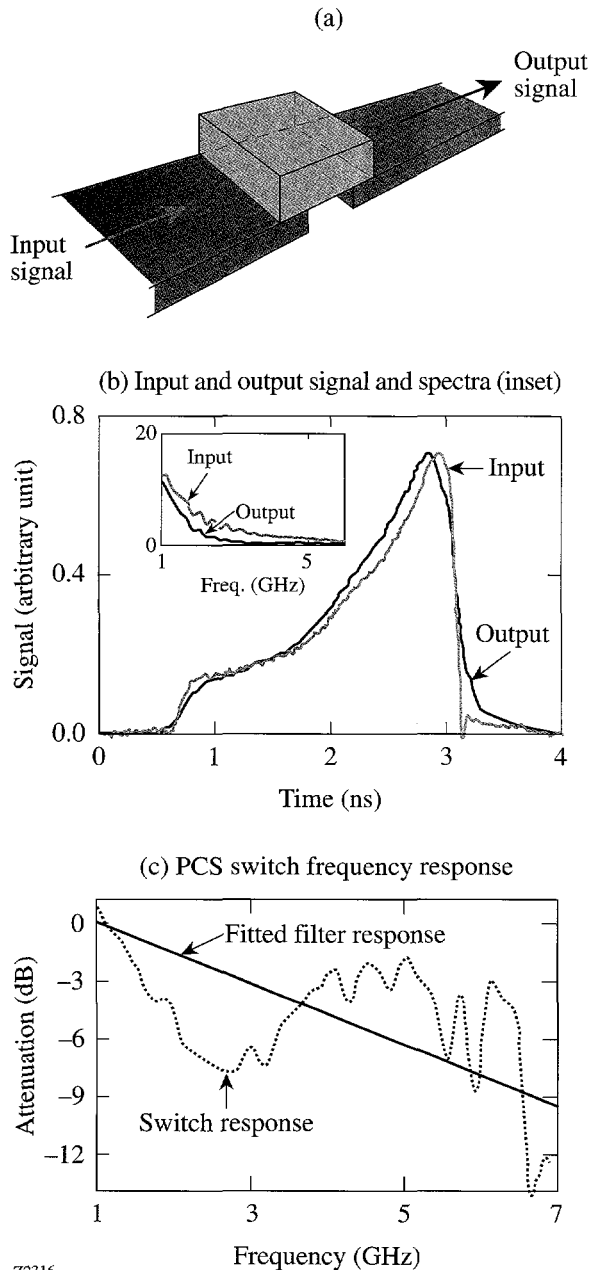 (a)
Output
signal
Input
signal
(b) Input and output signal and spectra (inset)
0.8
20
Input
Input
Output
0
1
5
Freq. (GHz)
0.4
Output
0.0
0
1
2
3
4
Signal (arbitrary unit)
Time (ns)
(c) PCS switch frequency response
0
Fitted filter response
–3
–6
–9
Switch response
–12
1
3
5
7
Attenuation (dB)
Frequency (GHz)